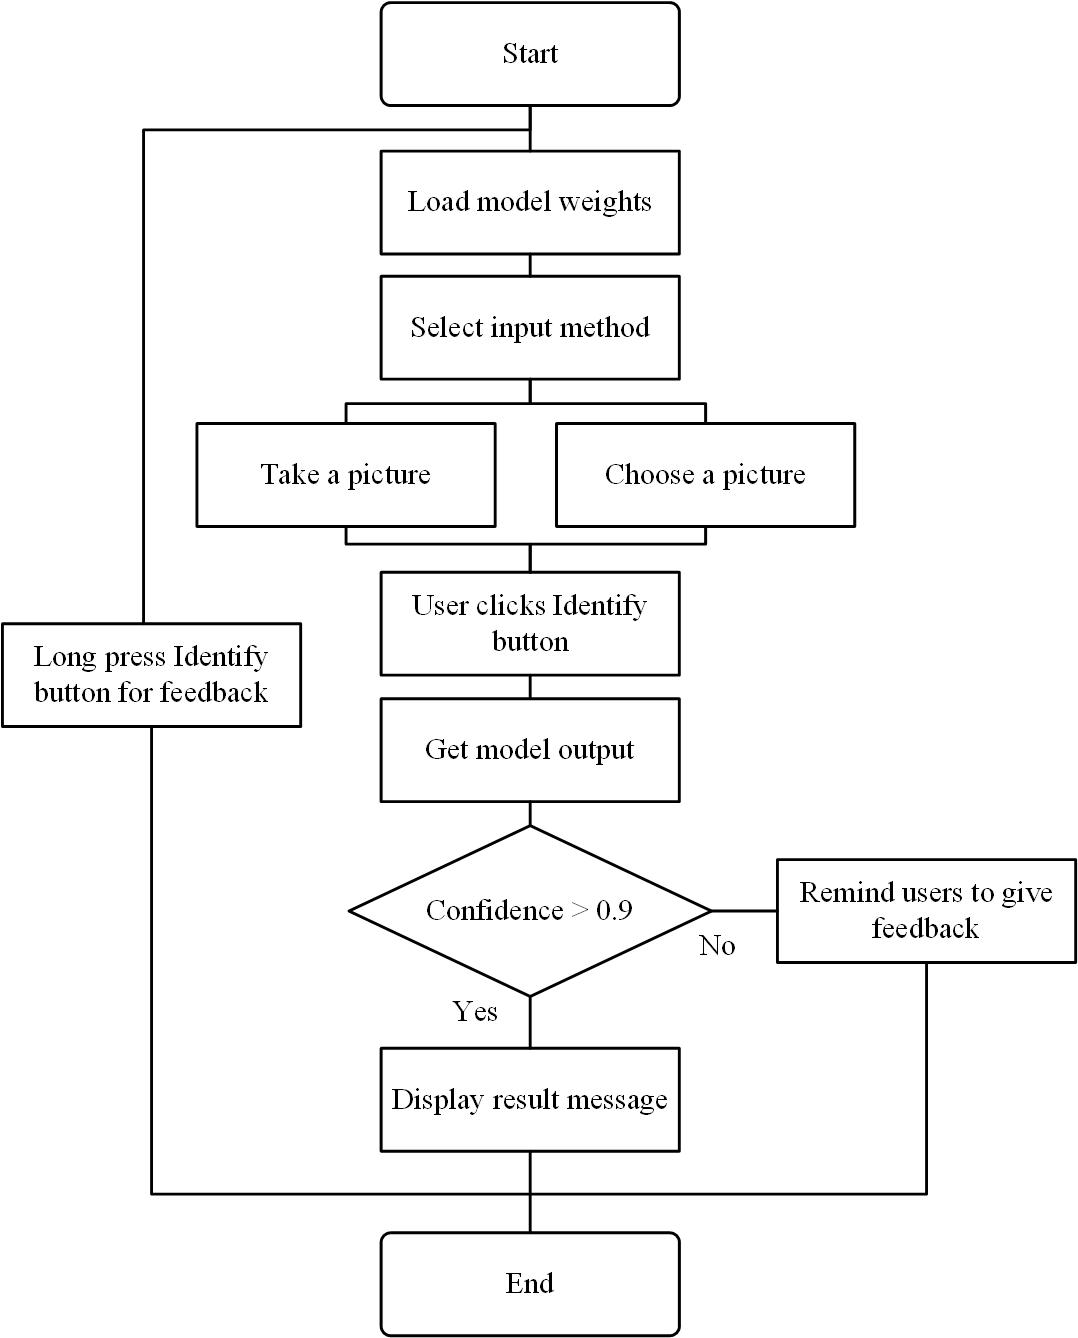 Start
Load model weights
Select input method
Take a picture
Choose a picture
User clicks Identify
button
Long press Identify
button for feedback
Get model output
Confidence > 0.9
Remind users to give
feedback
No
Yes
Display result message
End